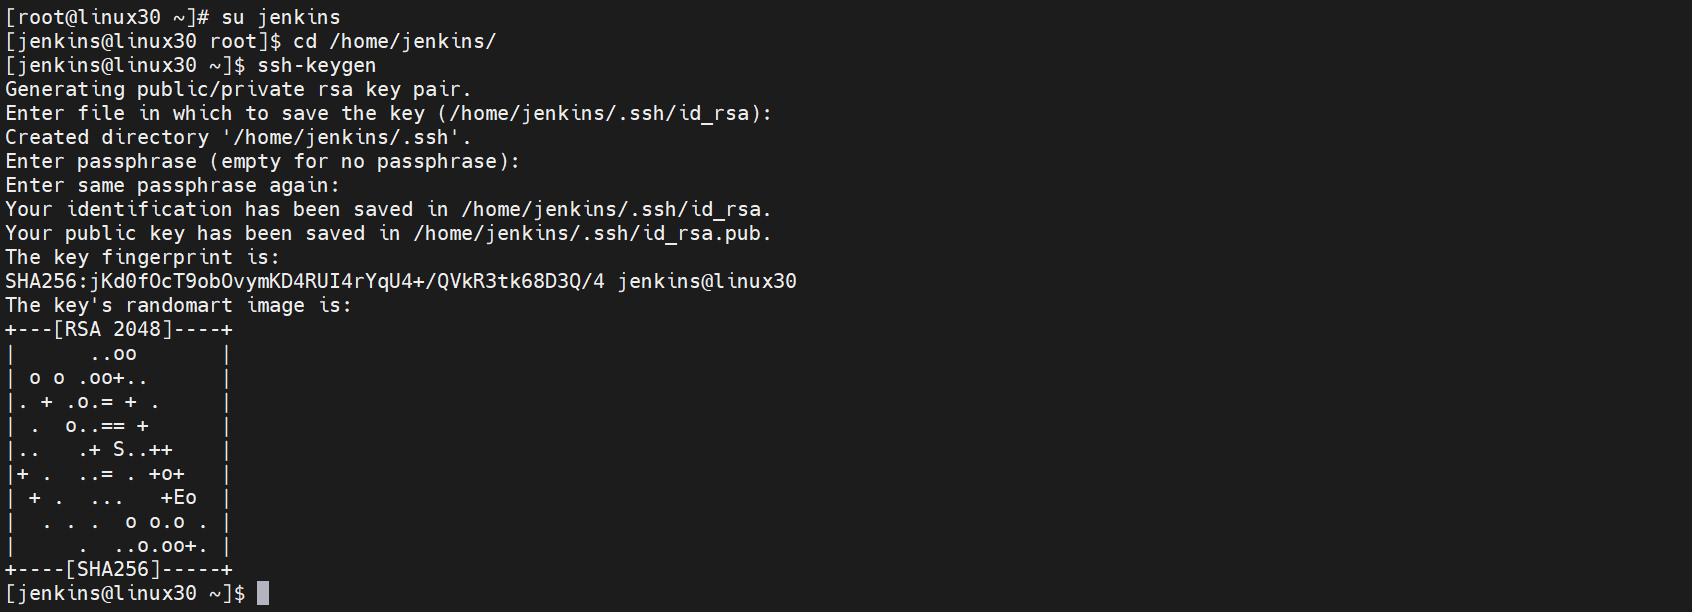 [root@linux30 ~]# su jenkins
[jenkins@linux30 root]$ cd /home/jenkins/
[jenkins@linux30 ~]$ ssh-keygen
Generating public/private rsa key pair.
Enter file in which to save the key (/home/jenkins/.ssh/id_rsa):
Created directory '/home/jenkins/.ssh'.
Enter passphrase (empty for no passphrase):
Enter same passphrase again:
Your identification has been saved in /home/jenkins/.ssh/id_rsa.
Your public key has been saved in /home/jenkins/.ssh/id_rsa.pub.
The key fingerprint is:
SHA256:jKd0fOcT9obOvymKD4RUI4rYqU4+/QVkR3tk68D3Q/4 jenkins@linux30
The key's randomart image is:
+---[RSA 2048]----+
|      ..oo       |
| o o .oo+..      |
|. + .o.= + .     |
| .  o..== +      |
|..   .+ S..++    |
|+ .  ..= . +o+   |
| + .  ...   +Eo  |
|  . . .  o o.o . |
|     .  ..o.oo+. |
+----[SHA256]-----+
[jenkins@linux30 ~]$